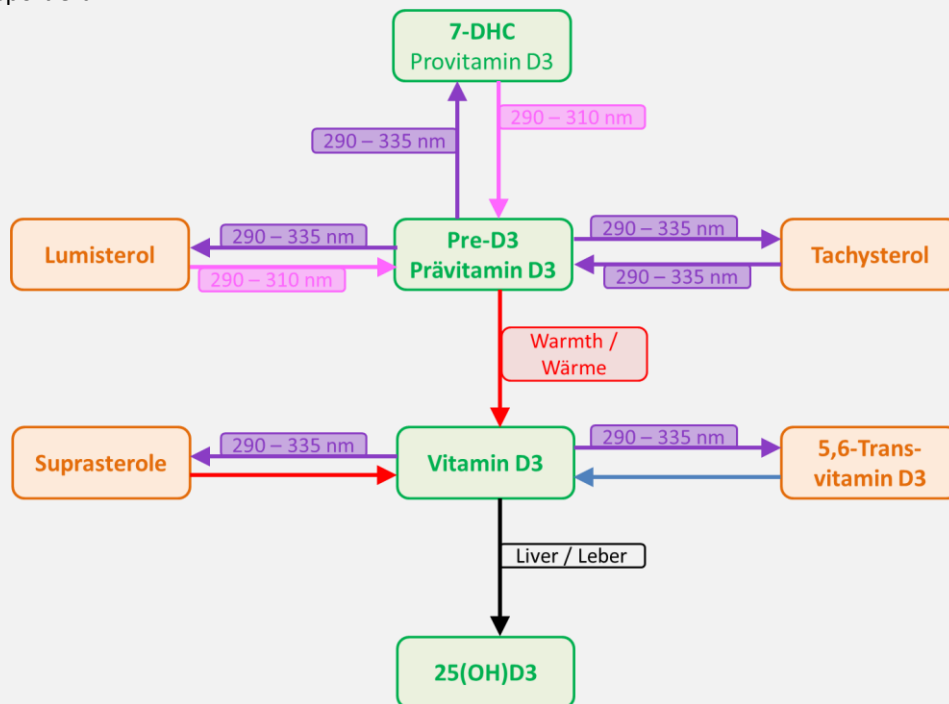 7-DHC
Provitamin D3
290 – 310 nm
290 – 335 nm
290 – 335 nm
290 – 335 nm
Lumisterol
Pre-D3
Prävitamin D3
Tachysterol
290 – 310 nm
290 – 335 nm
Warmth /
Wärme
290 – 335 nm
290 – 335 nm
Suprasterole
Vitamin D3
5,6-Trans-
vitamin D3
Liver / Leber
25(OH)D3